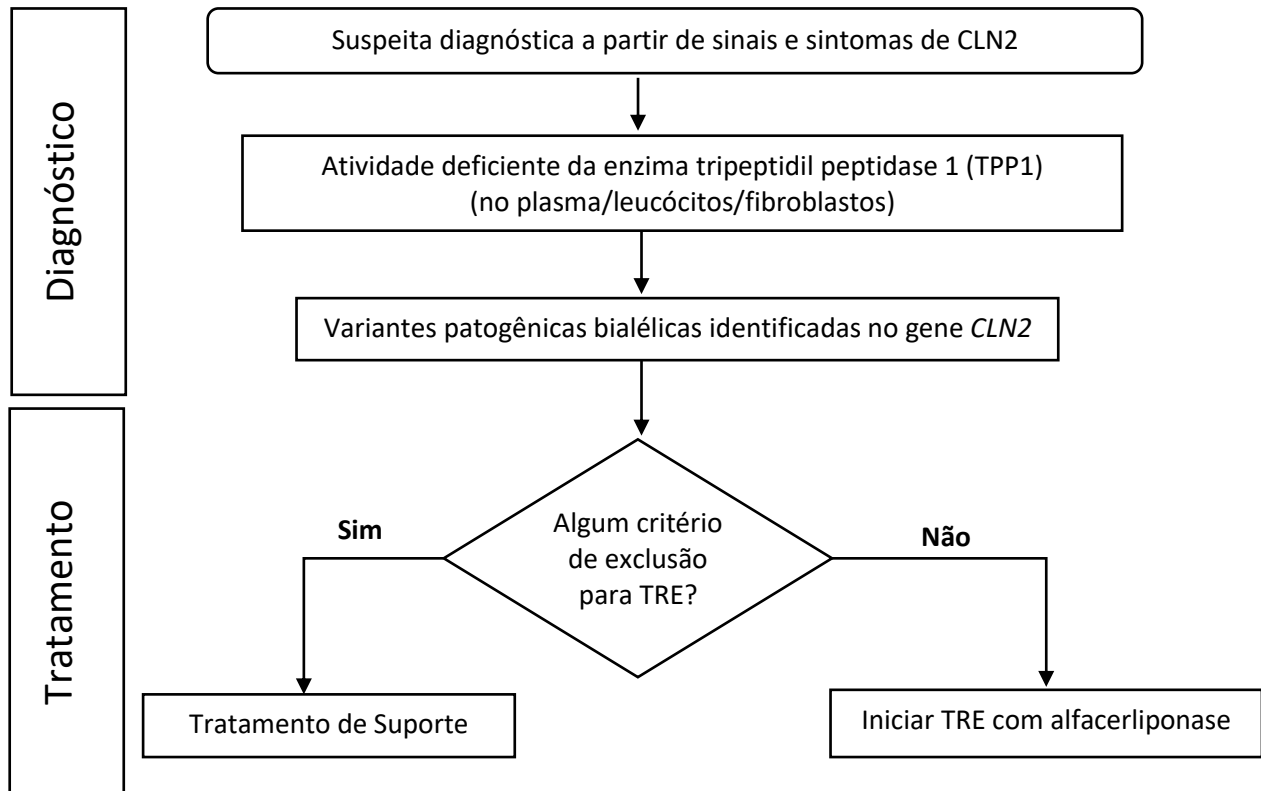 Diagnóstico
Suspeita diagnóstica a partir de sinais e sintomas de CLN2
Atividade deficiente da enzima tripeptidil peptidase 1 (TPP1)
(no plasma/leucócitos/fibroblastos)
Variantes patogênicas bialélicas identificadas no gene CLN2
Tratamento
Algum critério
de exclusão
para TRE?
Sim
Não
Tratamento de Suporte
Iniciar TRE com alfacerliponase